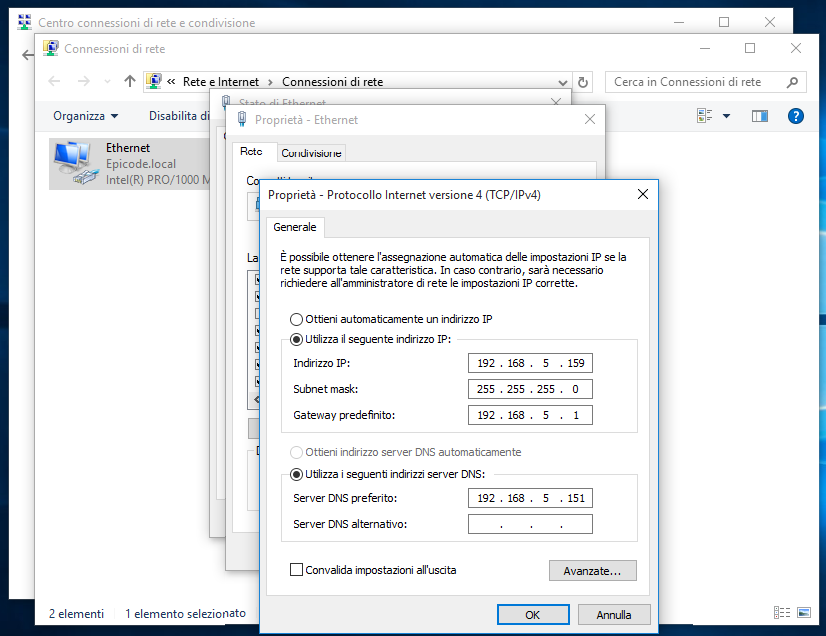 Centro connessioni di rete e condivisione
Connessioni di rete
« Rete e Internet > Connessioni di rete
Cerca in Connessioni di rete
Organizza
Disabilita di
Stato di Ethernet
Proprietà - Ethernet
Rete
Condivisione
Ethernet
Epicode.local
Intel(R) PRO/1000 M
La
Proprietà - Protocollo Internet versione 4 (TCP/IPv4)
Generale
È possibile ottenere l'assegnazione automatica delle impostazioni IP se la
rete supporta tale caratteristica. In caso contrario, sarà necessario
richiedere all'amministratore di rete le impostazioni IP corrette.
Ottieni automaticamente un indirizzo IP
Utilizza il seguente indirizzo IP:
Indirizzo IP: 192 . 168 . 5 . 159
Subnet mask: 255 . 255 . 255 . 0
Gateway predefinito: 192 . 168 . 5 . 1
Ottieni indirizzo server DNS automaticamente
Utilizza i seguenti indirizzi server DNS:
Server DNS preferito: 192 . 168 . 5 . 151
Server DNS alternativo: . . .
Convalida impostazioni all'uscita
Avanzate...
OK
Annulla
2 elementi
1 elemento selezionato